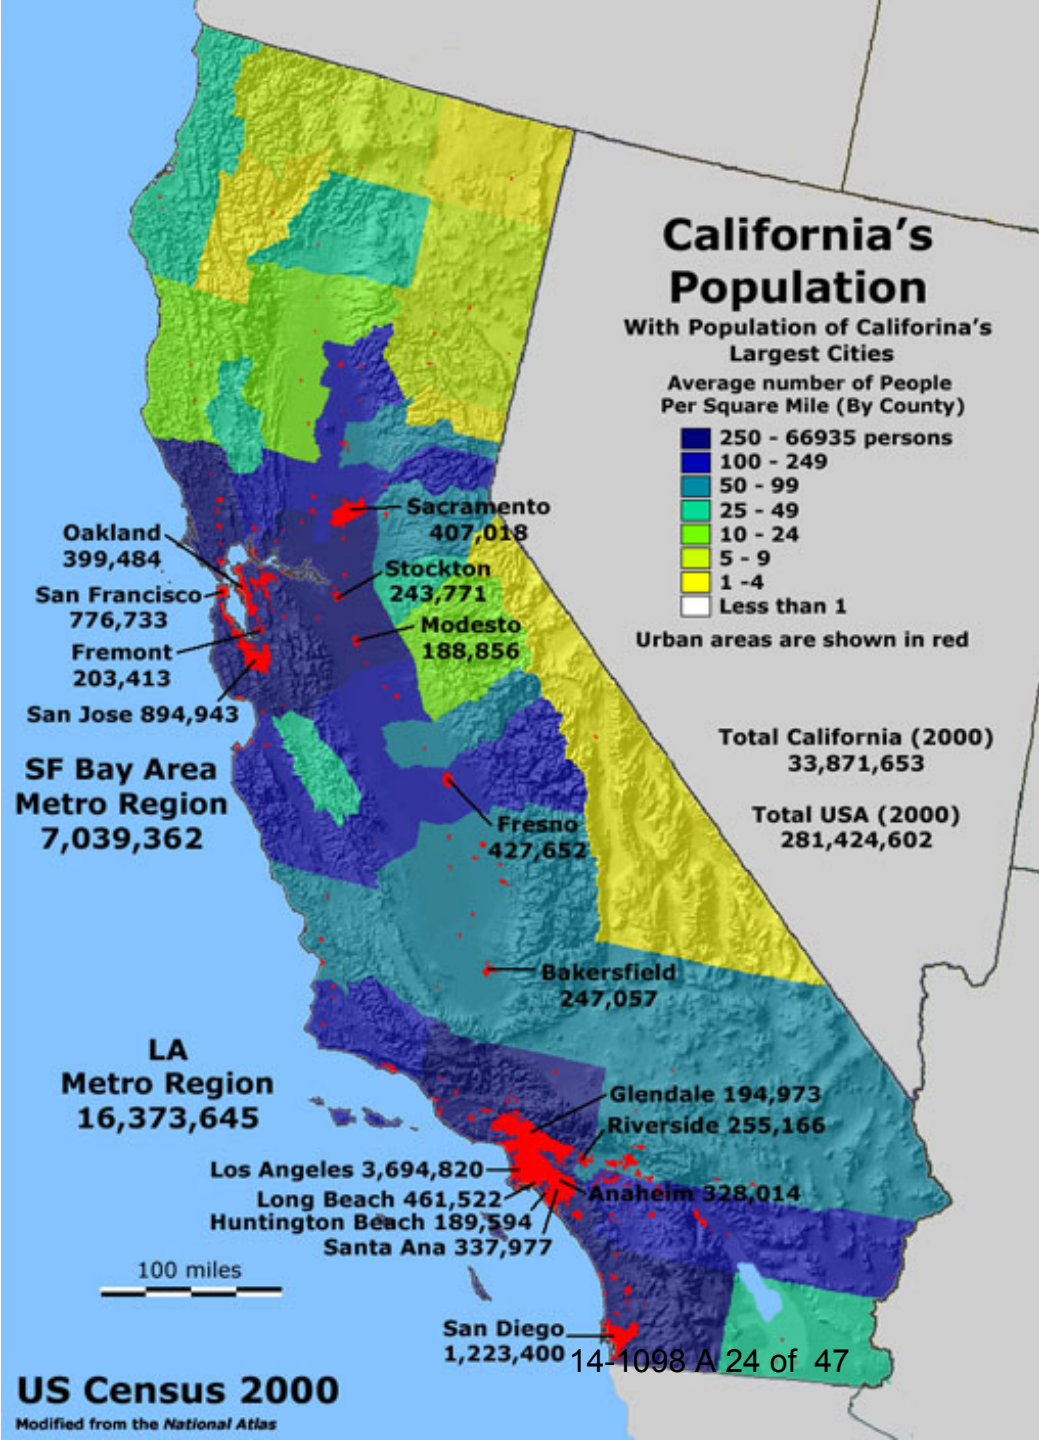 California's
Population
With Population of Califorina's
Largest Cities
Average number of People
Per Square Mile (By County)
250 - 66935 persons
100 - 249
50 - 99
25 - 49
10 - 24
5 - 9
1 -4
Less than 1
Urban areas are shown in red
Sacramento
407,018
Oakland
399,484
Stockton
243,771
San Francisco
776,733
Modesto
188,856
Fremont
203,413
San Jose 894,943
SF Bay Area
Metro Region
7,039,362
Total California (2000)
33,871,653
Total USA (2000)
281,424,602
Fresno
427,652
Bakersfield
247,057
LA
Metro Region
16,373,645
Glendale 194,973
Riverside 255,166
Los Angeles 3,694,820
Anaheim 328,014
Long Beach 461,522
Huntington Beach 189,594
Santa Ana 337,977
100 miles
San Diego
1,223,400
14-1098 A 24 of 47
US Census 2000
Modified from the National Atlas